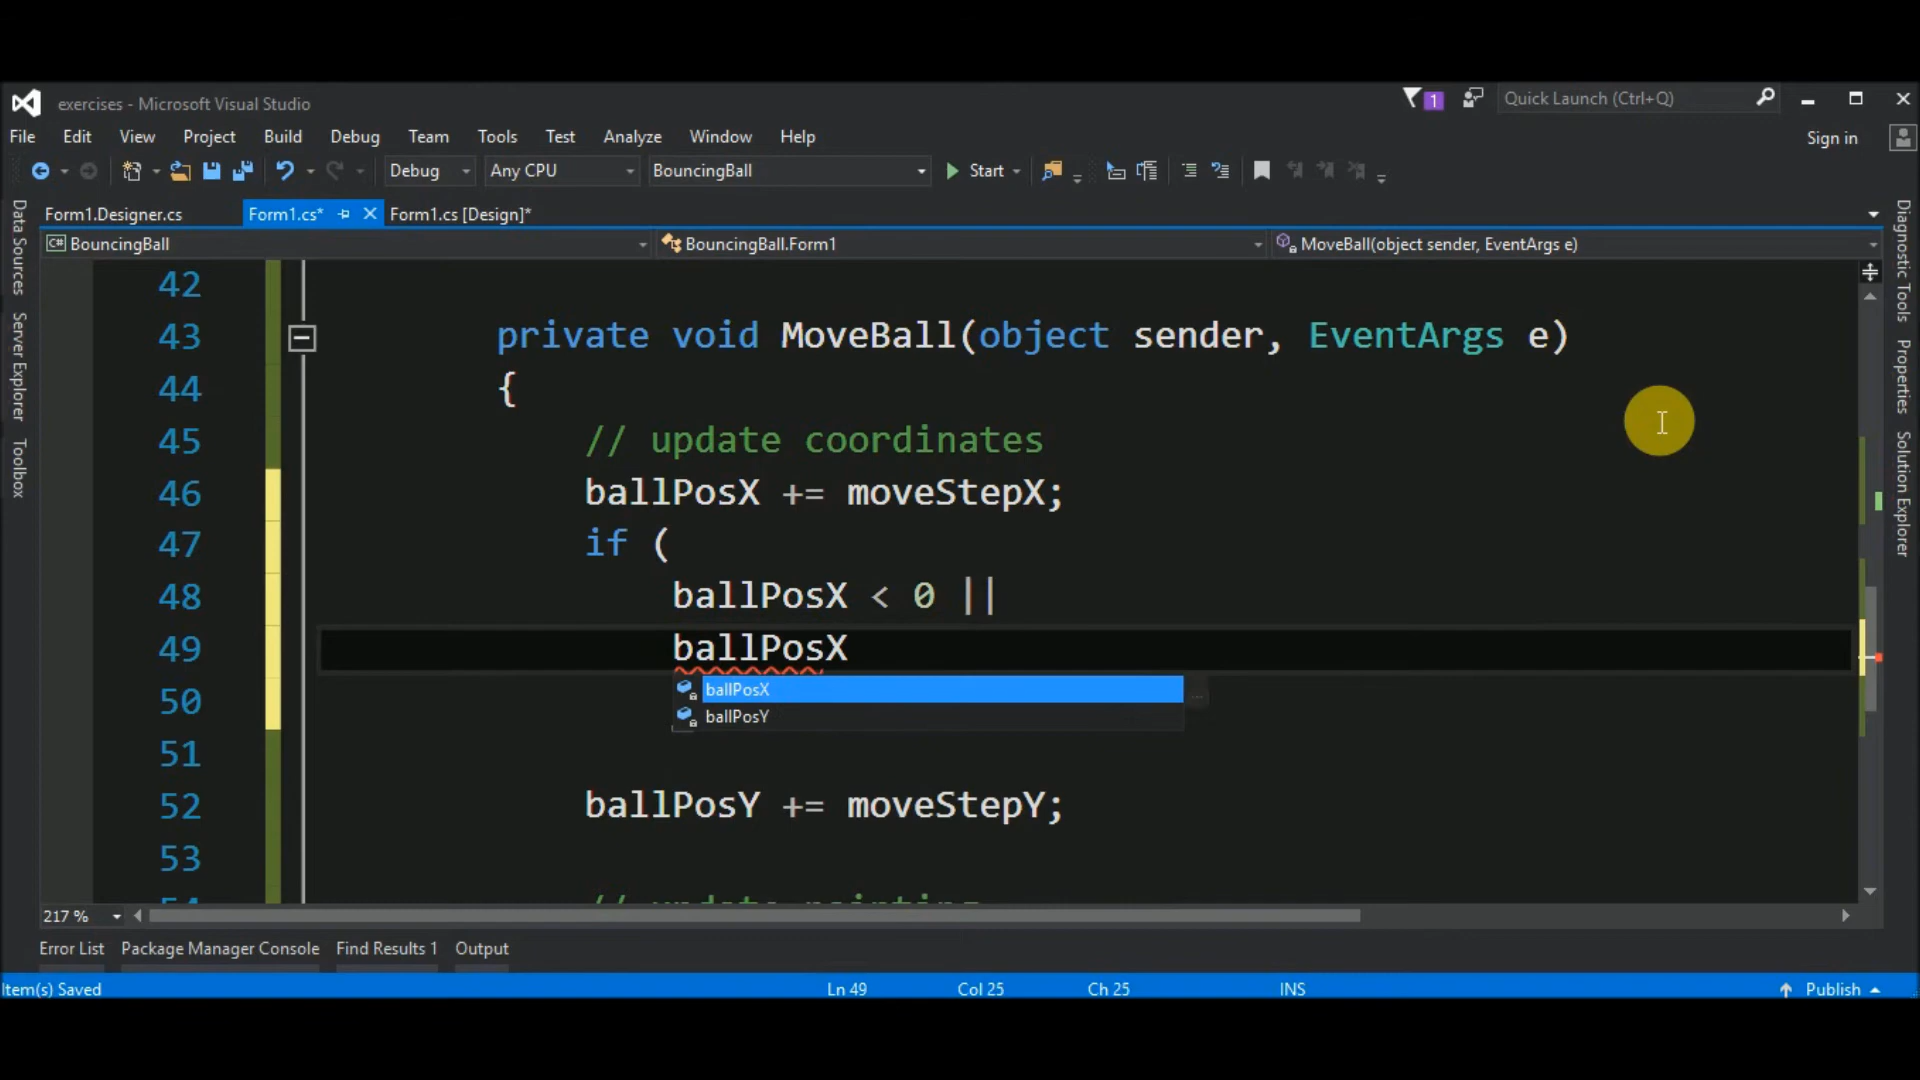 exercises - Microsoft Visual Studio
1
Quick Launch (Ctrl+Q)
File Edit View Project Build Debug Team Tools Test Analyze Window Help
Sign in
Debug Any CPU BouncingBall Start
Form1.Designer.cs Form1.cs* Form1.cs [Design]*
C# BouncingBall BouncingBall.Form1 MoveBall(object sender, EventArgs e)
Data Sources
Server Explorer
Toolbox
42
43 private void MoveBall(object sender, EventArgs e)
44 {
45 // update coordinates
46 ballPosX += moveStepX;
47 if (
48 ballPosX < 0 ||
49 ballPosX
ballPosX
50
ballPosY
51
52 ballPosY += moveStepY;
53
54 // update painting
Diagnostic Tools
Properties
Solution Explorer
217 %
Error List Package Manager Console Find Results 1 Output
Item(s) Saved Ln 49 Col 25 Ch 25 INS Publish